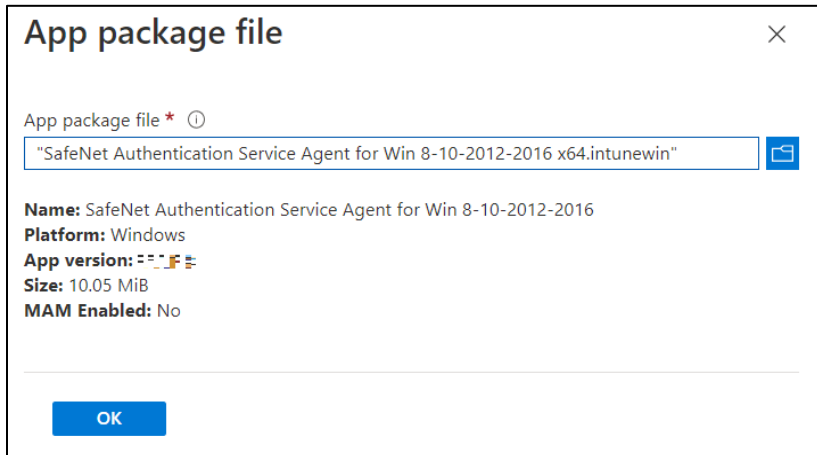 App package file
App package file *
"SafeNet Authentication Service Agent for Win 8-10-2012-2016 x64.intunewin"
Name: SafeNet Authentication Service Agent for Win 8-10-2012-2016
Platform: Windows
App version:
Size: 10.05 MiB
MAM Enabled: No
OK